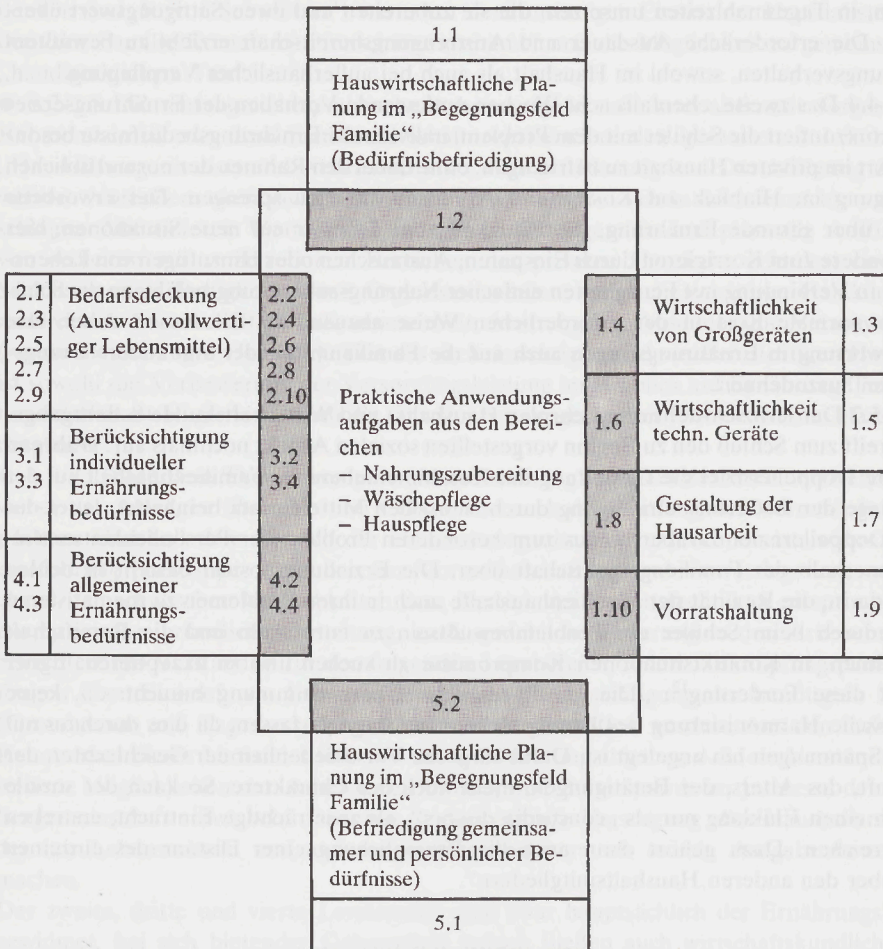 1.1
Hauswirtschaftliche Pla-
nung im „Begegnungsfeld
Familie“
(Bedürfnisbefriedigung)
1.2
2.1
2.3
2.5
2.7
2.9
Bedarfsdeckung
(Auswahl vollwerti-
ger Lebensmittel)
2.2
2.4
2.6
2.8
2.10
3.1
3.3
Berücksichtigung
individueller
Ernährungs-
bedürfnisse
3.2
3.4
4.1
4.3
Berücksichtigung
allgemeiner
Ernährungs-
bedürfnisse
4.2
4.4
Praktische Anwendungs-
aufgaben aus den Berei-
chen
– Nahrungszubereitung
– Wäschepflege
– Hauspflege
1.4
Wirtschaftlichkeit
von Großgeräten
1.3
1.6
Wirtschaftlichkeit
techn. Geräte
1.5
1.8
Gestaltung der
Hausarbeit
1.7
1.10
Vorratshaltung
1.9
5.2
Hauswirtschaftliche Pla-
nung im „Begegnungsfeld
Familie“
(Befriedigung gemeinsa-
mer und persönlicher Be-
dürfnisse)
5.1